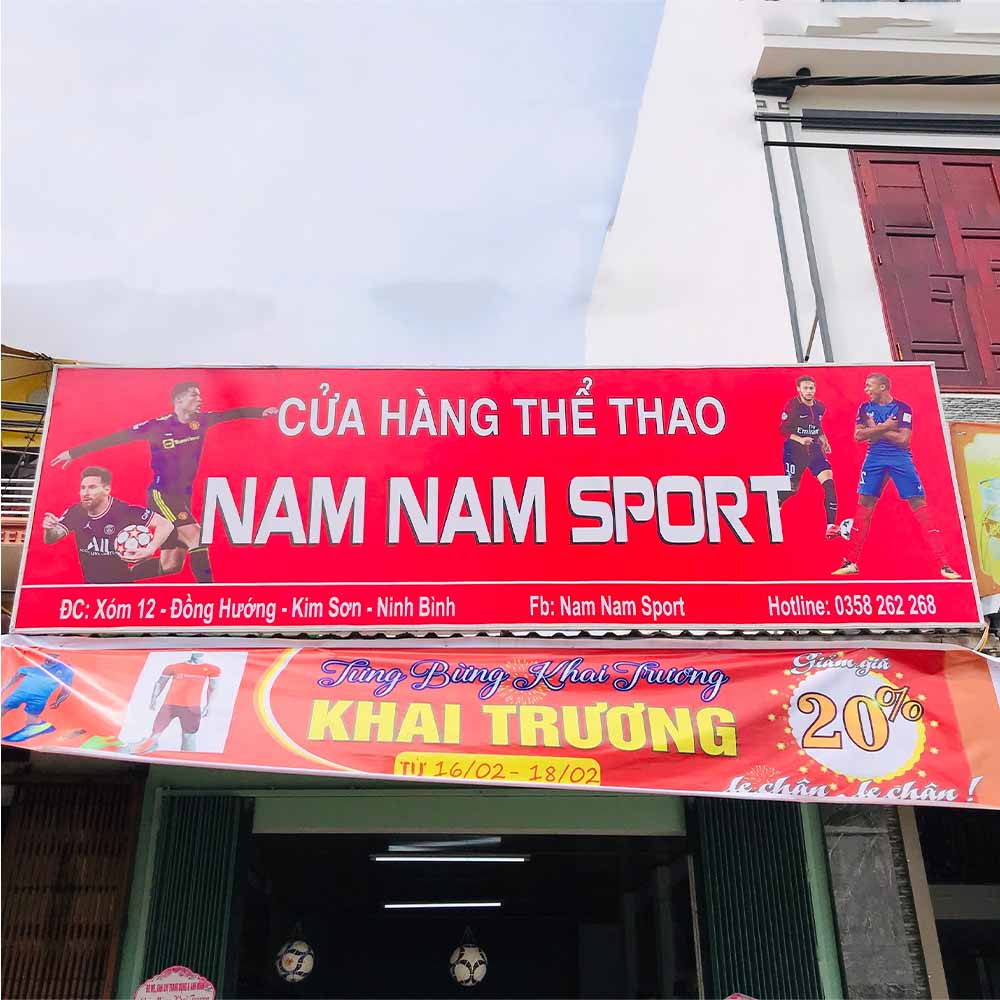 CỬA HÀNG THỂ THAO
NAM NAM SPORT
ĐC: Xóm 12 - Đồng Hướng - Kim Sơn - Ninh Bình
Fb: Nam Nam Sport
Hotline: 0358 262 268
Tưng Bừng Khai Trương
KHAI TRƯƠNG
TỪ 16/02 - 18/02
Giảm giá
20%